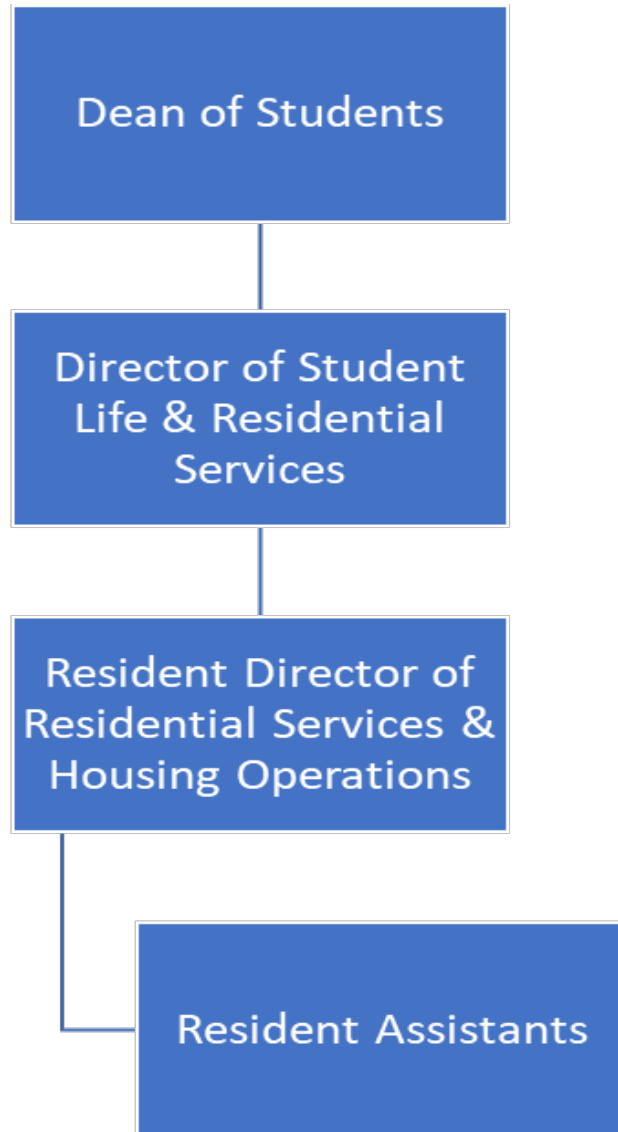 Dean of Students
Director of Student
Life & Residential
Services
Resident Director of
Residential Services &
Housing Operations
Resident Assistants